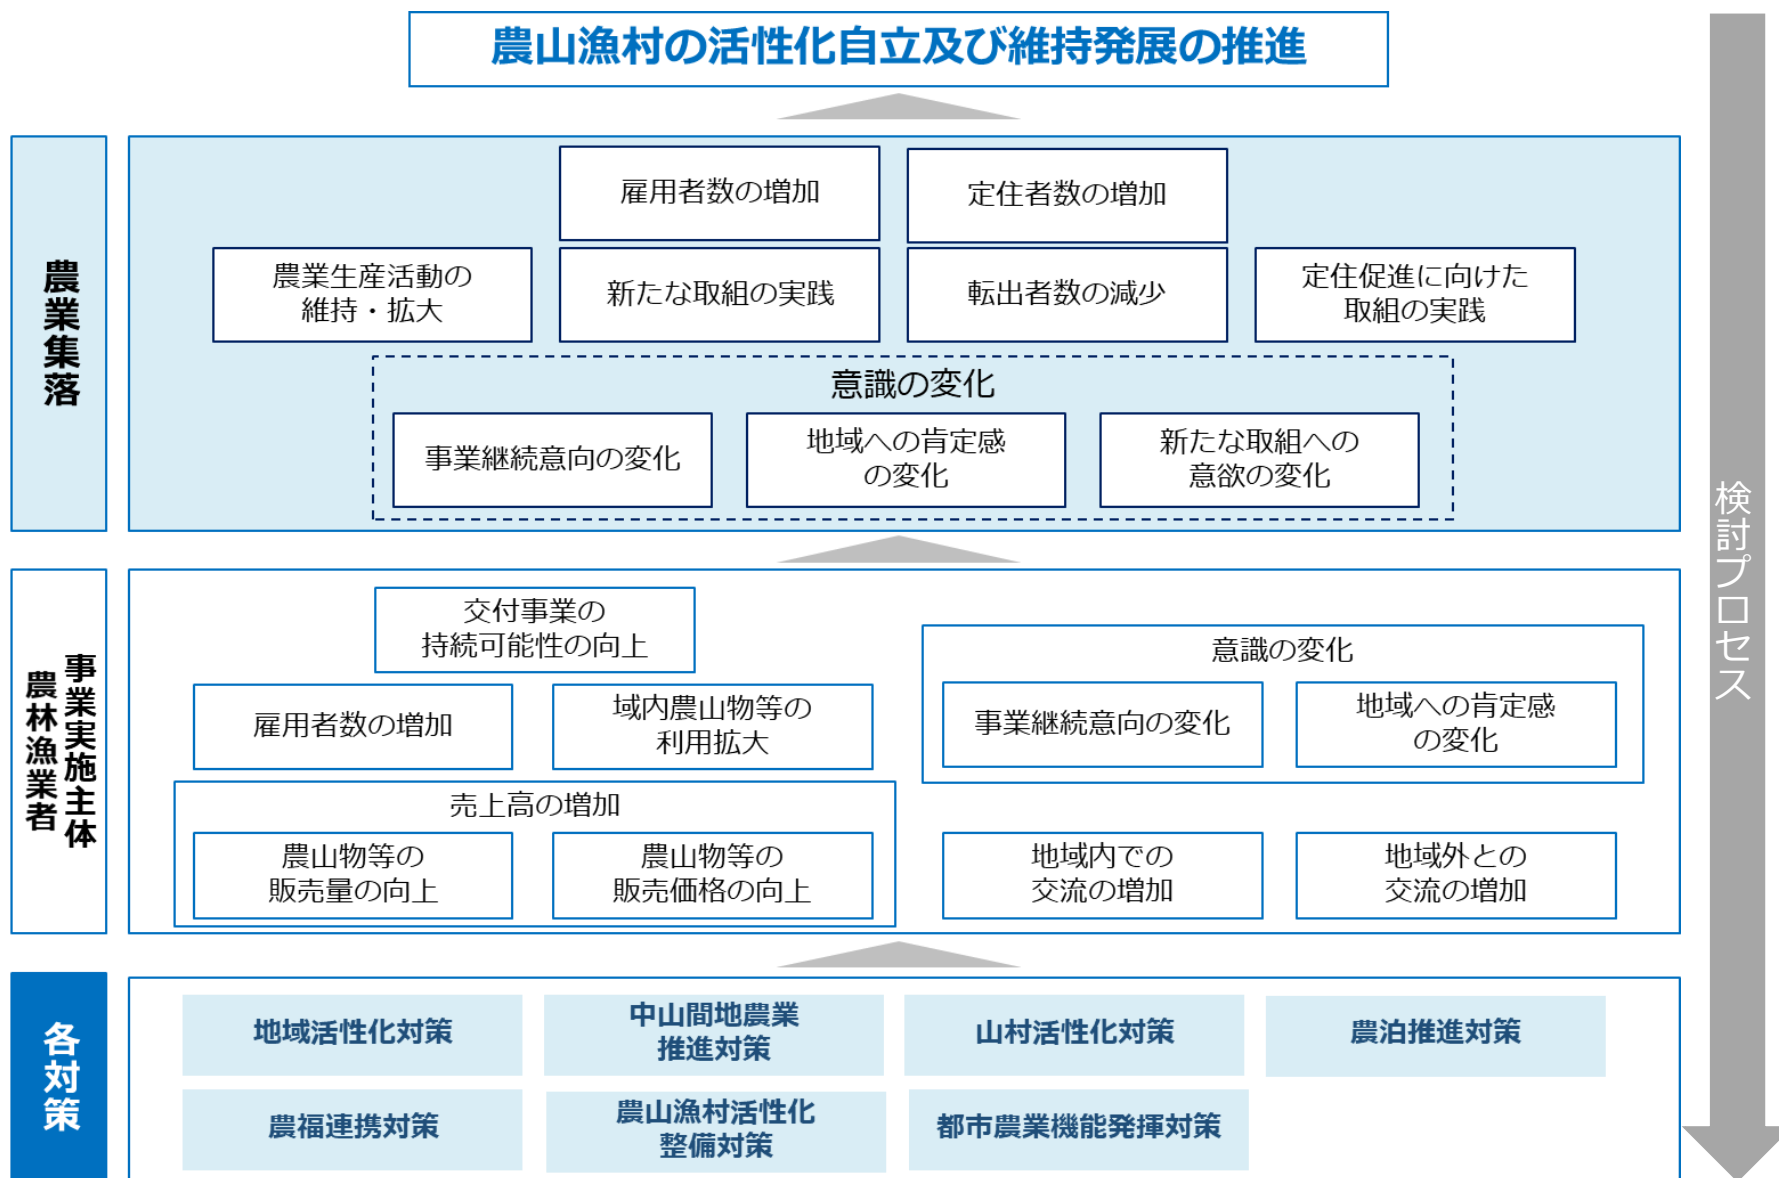 農山漁村の活性化自立及び維持発展の推進
農業集落
雇用者数の増加
定住者数の増加
農業生産活動の
維持・拡大
新たな取組の実践
転出者数の減少
定住促進に向けた
取組の実践
意識の変化
事業継続意向の変化
地域への肯定感
の変化
新たな取組への
意欲の変化
検討プロセス
事業実施主体
農林漁業者
交付事業の
持続可能性の向上
雇用者数の増加
域内農山物等の
利用拡大
売上高の増加
農山物等の
販売量の向上
農山物等の
販売価格の向上
意識の変化
事業継続意向の変化
地域への肯定感
の変化
地域内での
交流の増加
地域外との
交流の増加
各対策
地域活性化対策
中山間地農業
推進対策
山村活性化対策
農泊推進対策
農福連携対策
農山漁村活性化
整備対策
都市農業機能発揮対策